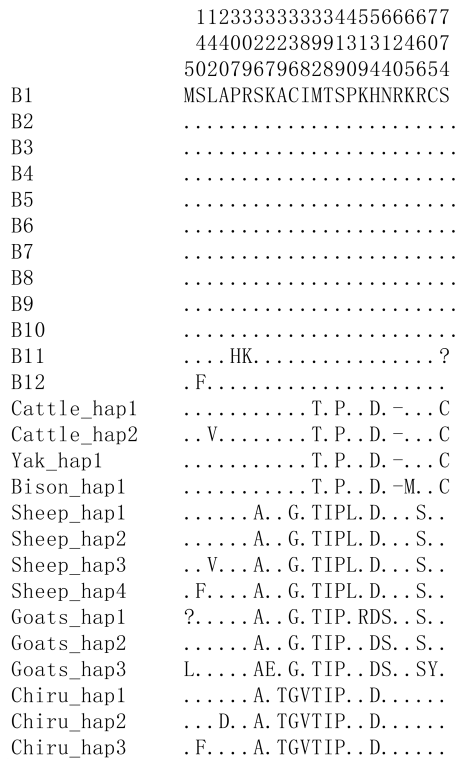 1123333333334455666677
4440022238991313124607
50207967968289094405654
B1 MSLAPRSKACIMTSPKHNRKRCS
B2 .......................
B3 .......................
B4 .......................
B5 .......................
B6 .......................
B7 .......................
B8 .......................
B9 .......................
B10 .......................
B11 ....HK................?
B12 .F.....................
Cattle_hap1 ...........T.P..D.-...C
Cattle_hap2 ..V........T.P..D.-...C
Yak_hap1 ...........T.P..D.-...C
Bison_hap1 ...........T.P..D.-M..C
Sheep_hap1 ......A..G.TIPL.D...S..
Sheep_hap2 ......A..G.TIPL.D...S..
Sheep_hap3 ..V...A..G.TIPL.D...S..
Sheep_hap4 .F....A..G.TIPL.D...S..
Goats_hap1 ?.....A..G.TIP.RDS..S..
Goats_hap2 ......A..G.TIP..DS..S..
Goats_hap3 L.....AE.G.TIP..DS..SY.
Chiru_hap1 ......A.TGVTIP..D......
Chiru_hap2 ...D..A.TGVTIP..D......
Chiru_hap3 .F....A.TGVTIP..D......